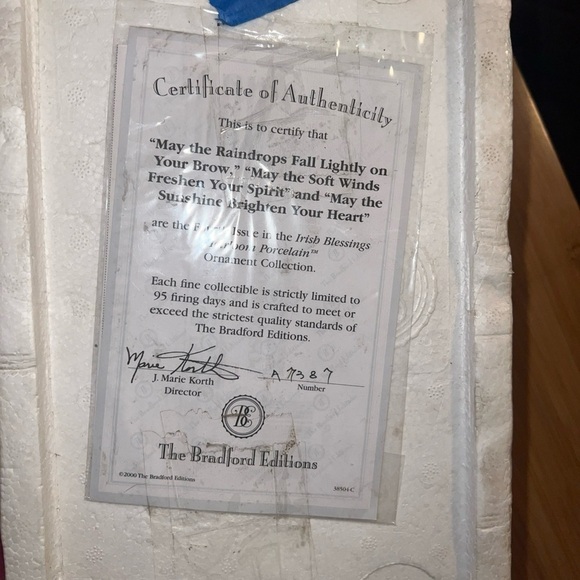 Certificate of Authenticity
This is to certify that
"May the Raindrops Fall Lightly on
Your Brow," "May the Soft Winds
Freshen Your Spirit" and "May the
Sunshine Brighten Your Heart"
are the Issue in the Irish Blessings
Porcelain™
Ornament Collection.
Each fine collectible is strictly limited to
95 firing days and is crafted to meet or
exceed the strictest quality standards of
The Bradford Editions.
Marie Korth
J. Marie Korth
Director
A7387
Number
BE
The Bradford Editions
©2000 The Bradford Editions